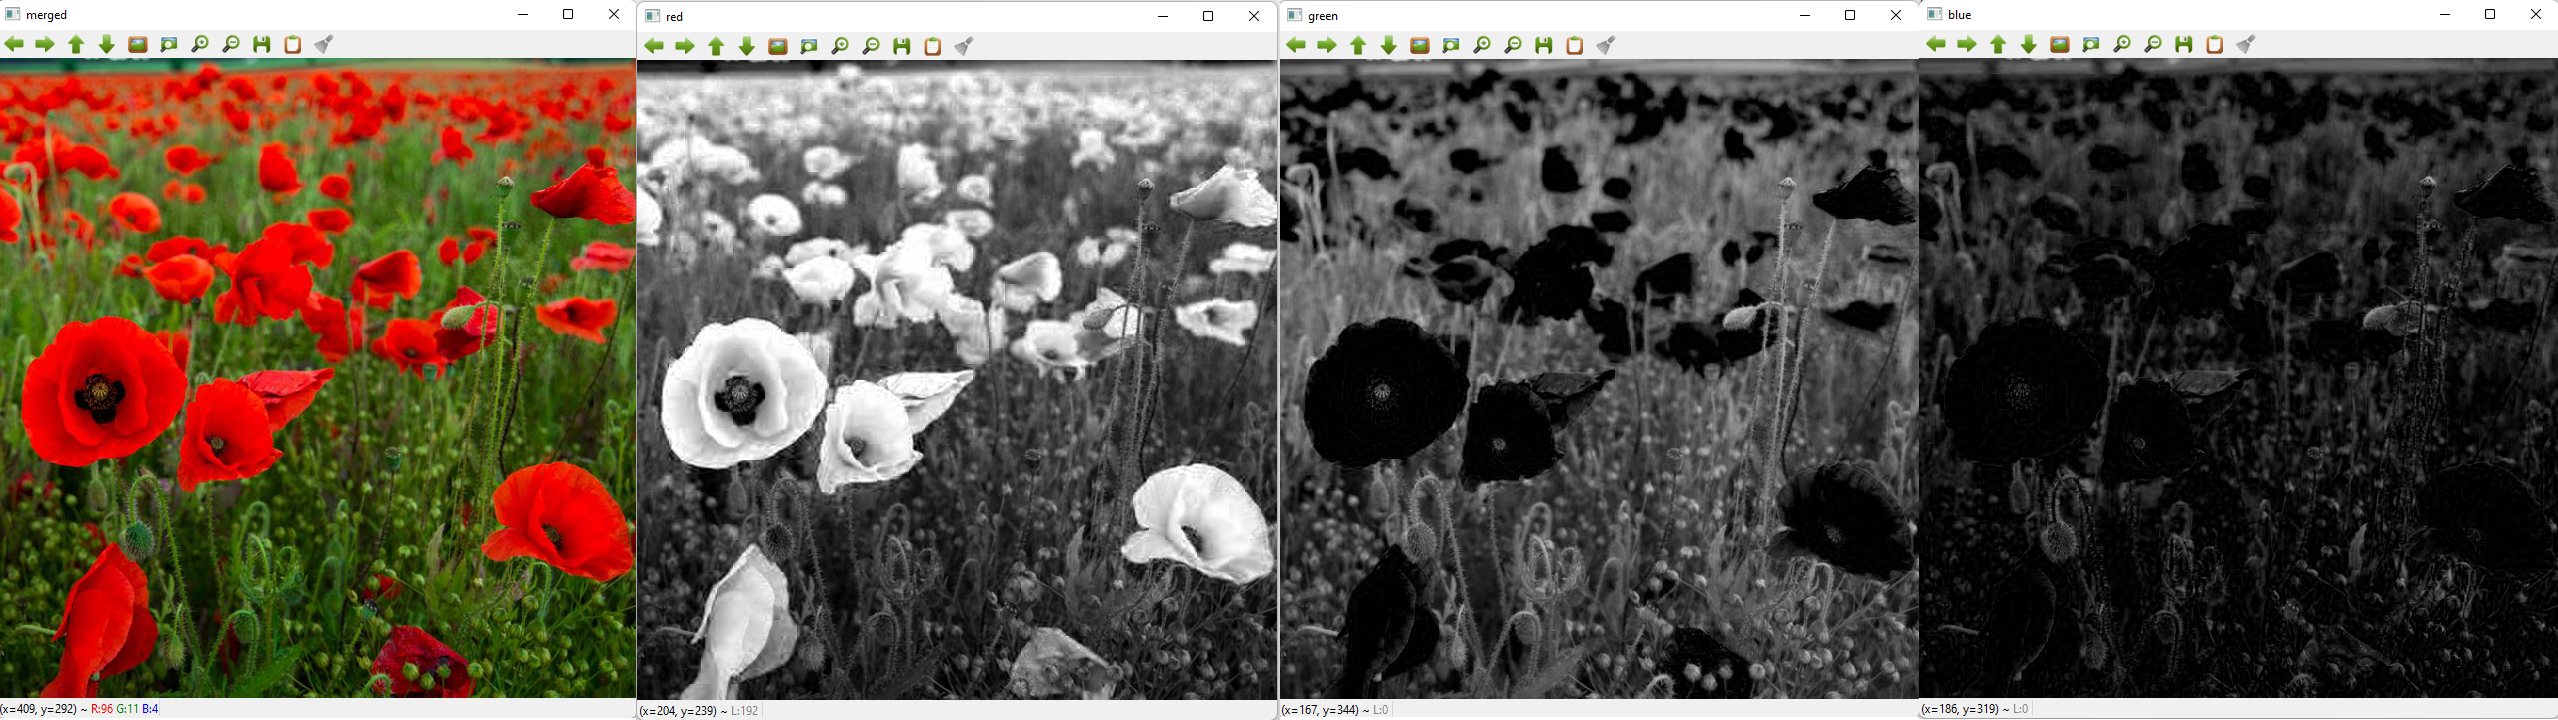 merged
red
green
blue
(x=409, y=292) ~ R:96 G:11 B:4
(x=204, y=239) ~ L:192
(x=167, y=344) ~ L:0
(x=186, y=319) ~ L:0